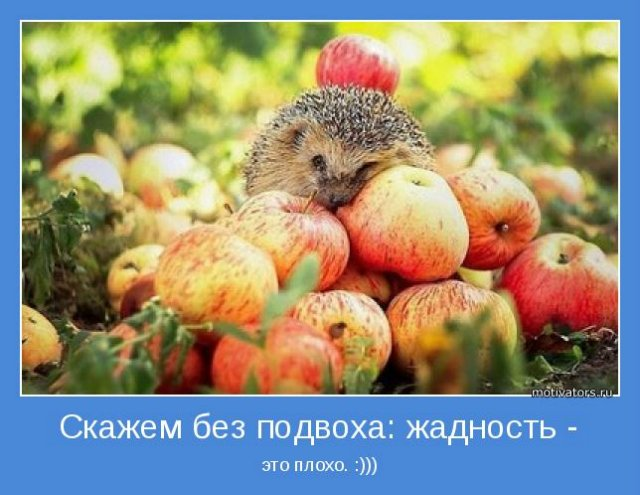 motivators.ru
Скажем без подвоха: жадность -
это плохо. :)))